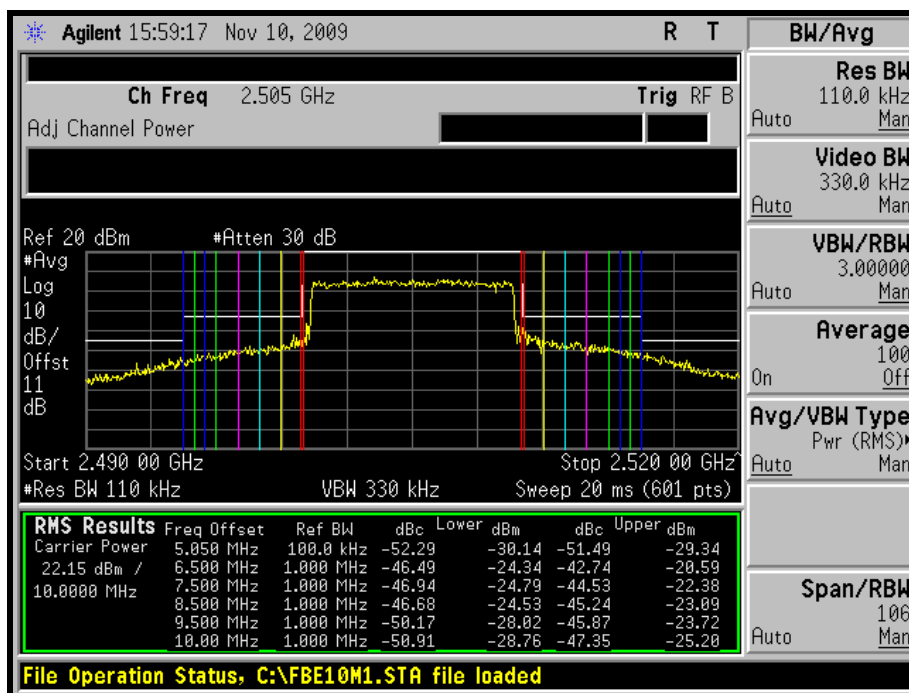 Agilent 15:59:17 Nov 10, 2009 R T
BW/Avg
Ch Freq 2.505 GHz Trig RF B
Adj Channel Power
Res BW
110.0 kHz
Auto Man
Video BW
330.0 kHz
Auto Man
VBW/RBW
3.00000
Auto Man
Average
100
On Off
Avg/VBW Type
Pwr (RMS)
Auto Man
Span/RBW
106
Auto Man
Ref 20 dBm #Atten 30 dB
#Avg
Log
10
dB/
Offst
11
dB
Start 2.490 00 GHz Stop 2.520 00 GHz^
#Res BW 110 kHz VBW 330 kHz Sweep 20 ms (601 pts)
RMS Results Freq Offset Ref BW dBc Lower dBm dBc Upper dBm
Carrier Power 5.050 MHz 100.0 kHz -52.29 -30.14 -51.49 -29.34
22.15 dBm / 6.500 MHz 1.000 MHz -46.49 -24.34 -42.74 -20.59
10.0000 MHz 7.500 MHz 1.000 MHz -46.94 -24.79 -44.53 -22.38
8.500 MHz 1.000 MHz -46.68 -24.53 -45.24 -23.09
9.500 MHz 1.000 MHz -50.17 -28.02 -45.87 -23.72
10.00 MHz 1.000 MHz -50.91 -28.76 -47.35 -25.20
File Operation Status, C:\FBE10M1.STA file loaded